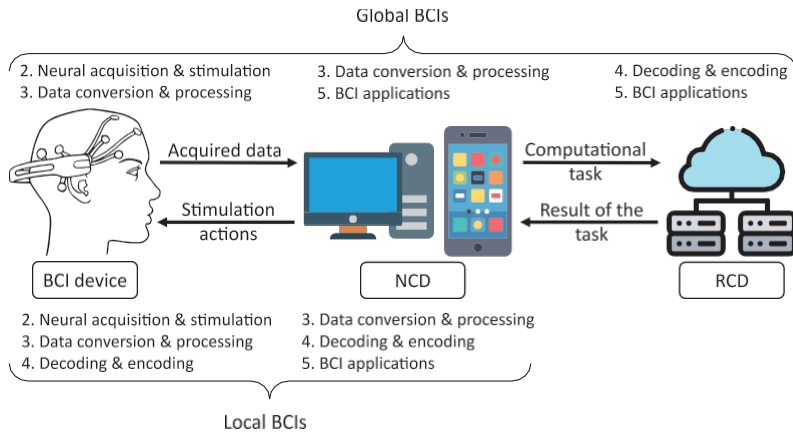 Global BCIs
2. Neural acquisition & stimulation
3. Data conversion & processing
3. Data conversion & processing
5. BCI applications
4. Decoding & encoding
5. BCI applications
Acquired data
Stimulation
actions
Computational
task
Result of the
task
BCI device
NCD
RCD
2. Neural acquisition & stimulation
3. Data conversion & processing
4. Decoding & encoding
3. Data conversion & processing
4. Decoding & encoding
5. BCI applications
Local BCIs